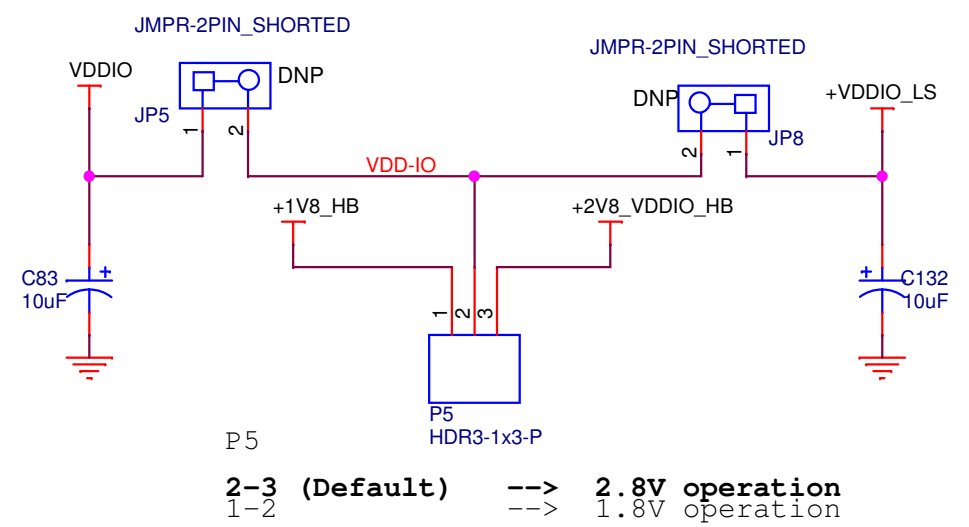 JMPR-2PIN_SHORTED
JMPR-2PIN_SHORTED
VDDIO
DNP
DNP
+VDDIO_LS
JP5
1
2
2
1
JP8
VDD-IO
+1V8_HB
+2V8_VDDIO_HB
C83
10uF
+
+
C132
10uF
1
2
3
P5
HDR3-1x3-P
P5
2-3 (Default) --> 2.8V operation
1-2 --> 1.8V operation